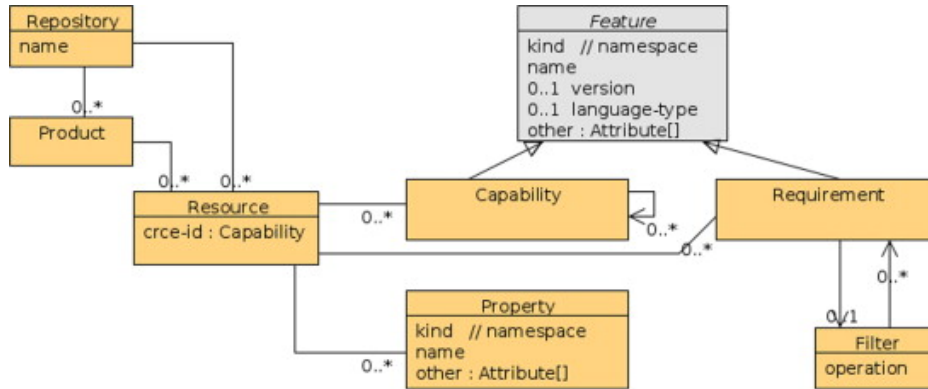 Repository
name
0..*
Product
0..*
0..*
Resource
crce-id : Capability
Feature
kind // namespace
name
0..1 version
0..1 language-type
other : Attribute[]
Capability
0..*
0..*
Requirement
0..*
0..*
0..1
Filter
operation
Property
kind // namespace
name
other : Attribute[]
0..*